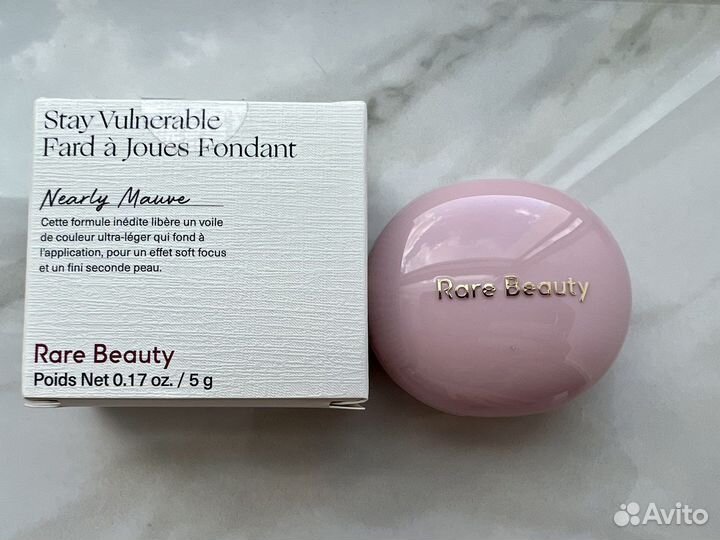 Stay Vulnerable
Fard à Joues Fondant
Nearly Mauve
Cette formule inédite libère un voile
de couleur ultra-léger qui fond à
l'application, pour un effet soft focus
et un fini seconde peau.
Rare Beauty
Poids Net 0.17 oz. / 5 g
Rare Beauty
Avito